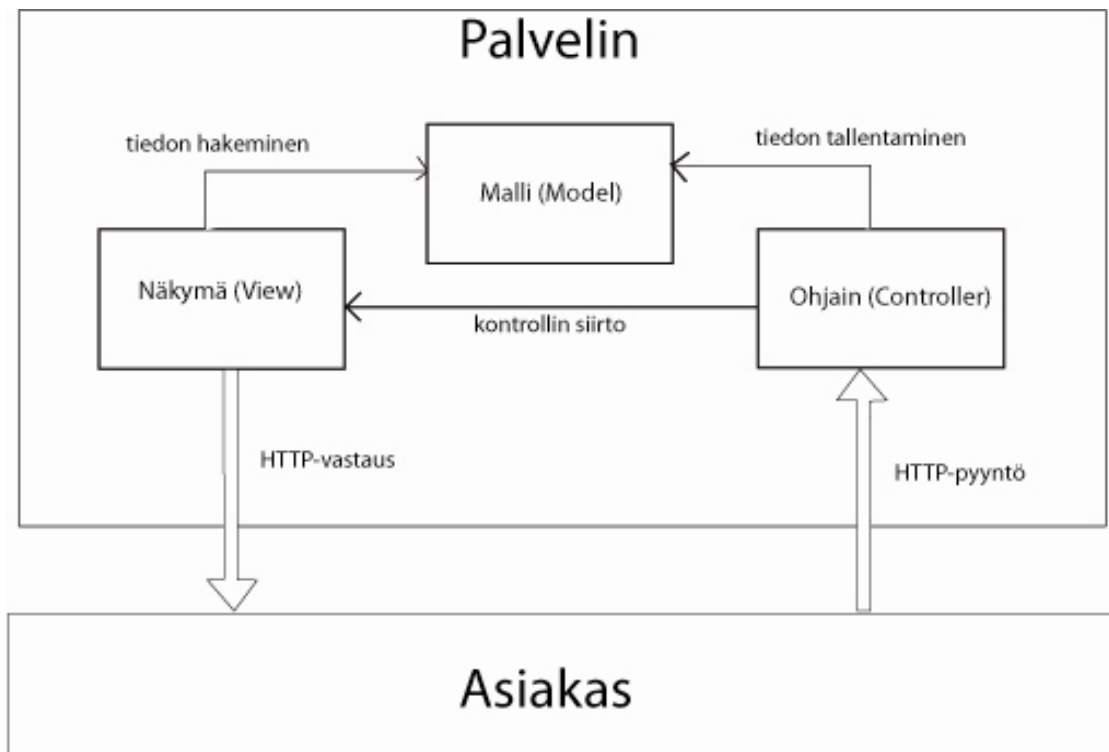 Palvelin
tiedon hakeminen
tiedon tallentaminen
Malli (Model)
Näkymä (View)
Ohjain (Controller)
kontrollin siirto
HTTP-vastaus
HTTP-pyyntö
Asiakas